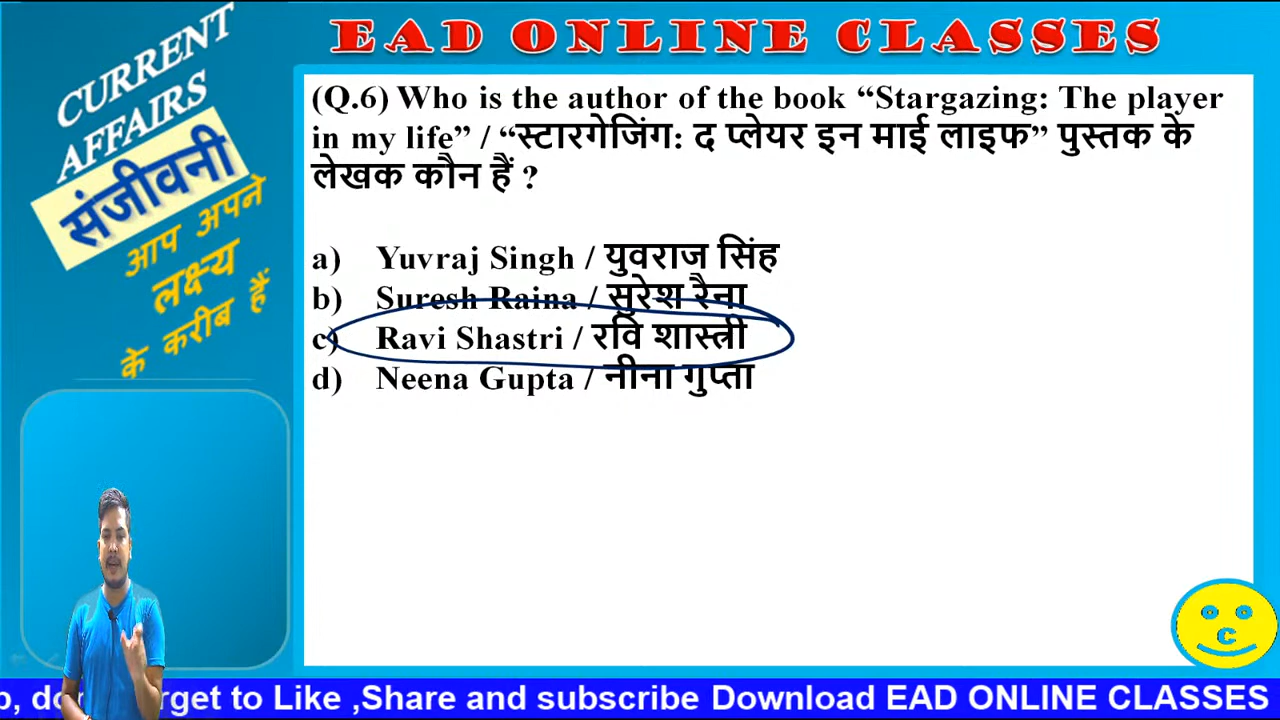 EAD ONLINE CLASSES
CURRENT
AFFAIRS
संजीवनी
आप अपने
लक्ष्य
के करीब हैं
(Q.6) Who is the author of the book “Stargazing: The player
in my life” / “स्टारगेजिंग: द प्लेयर इन माई लाइफ” पुस्तक के
लेखक कौन हैं ?
a) Yuvraj Singh / युवराज सिंह
b) Suresh Raina / सुरेश रैना
c) Ravi Shastri / रवि शास्त्री
d) Neena Gupta / नीना गुप्ता
c
to Like ,Share and subscribe Download EAD ONLINE CLASSES